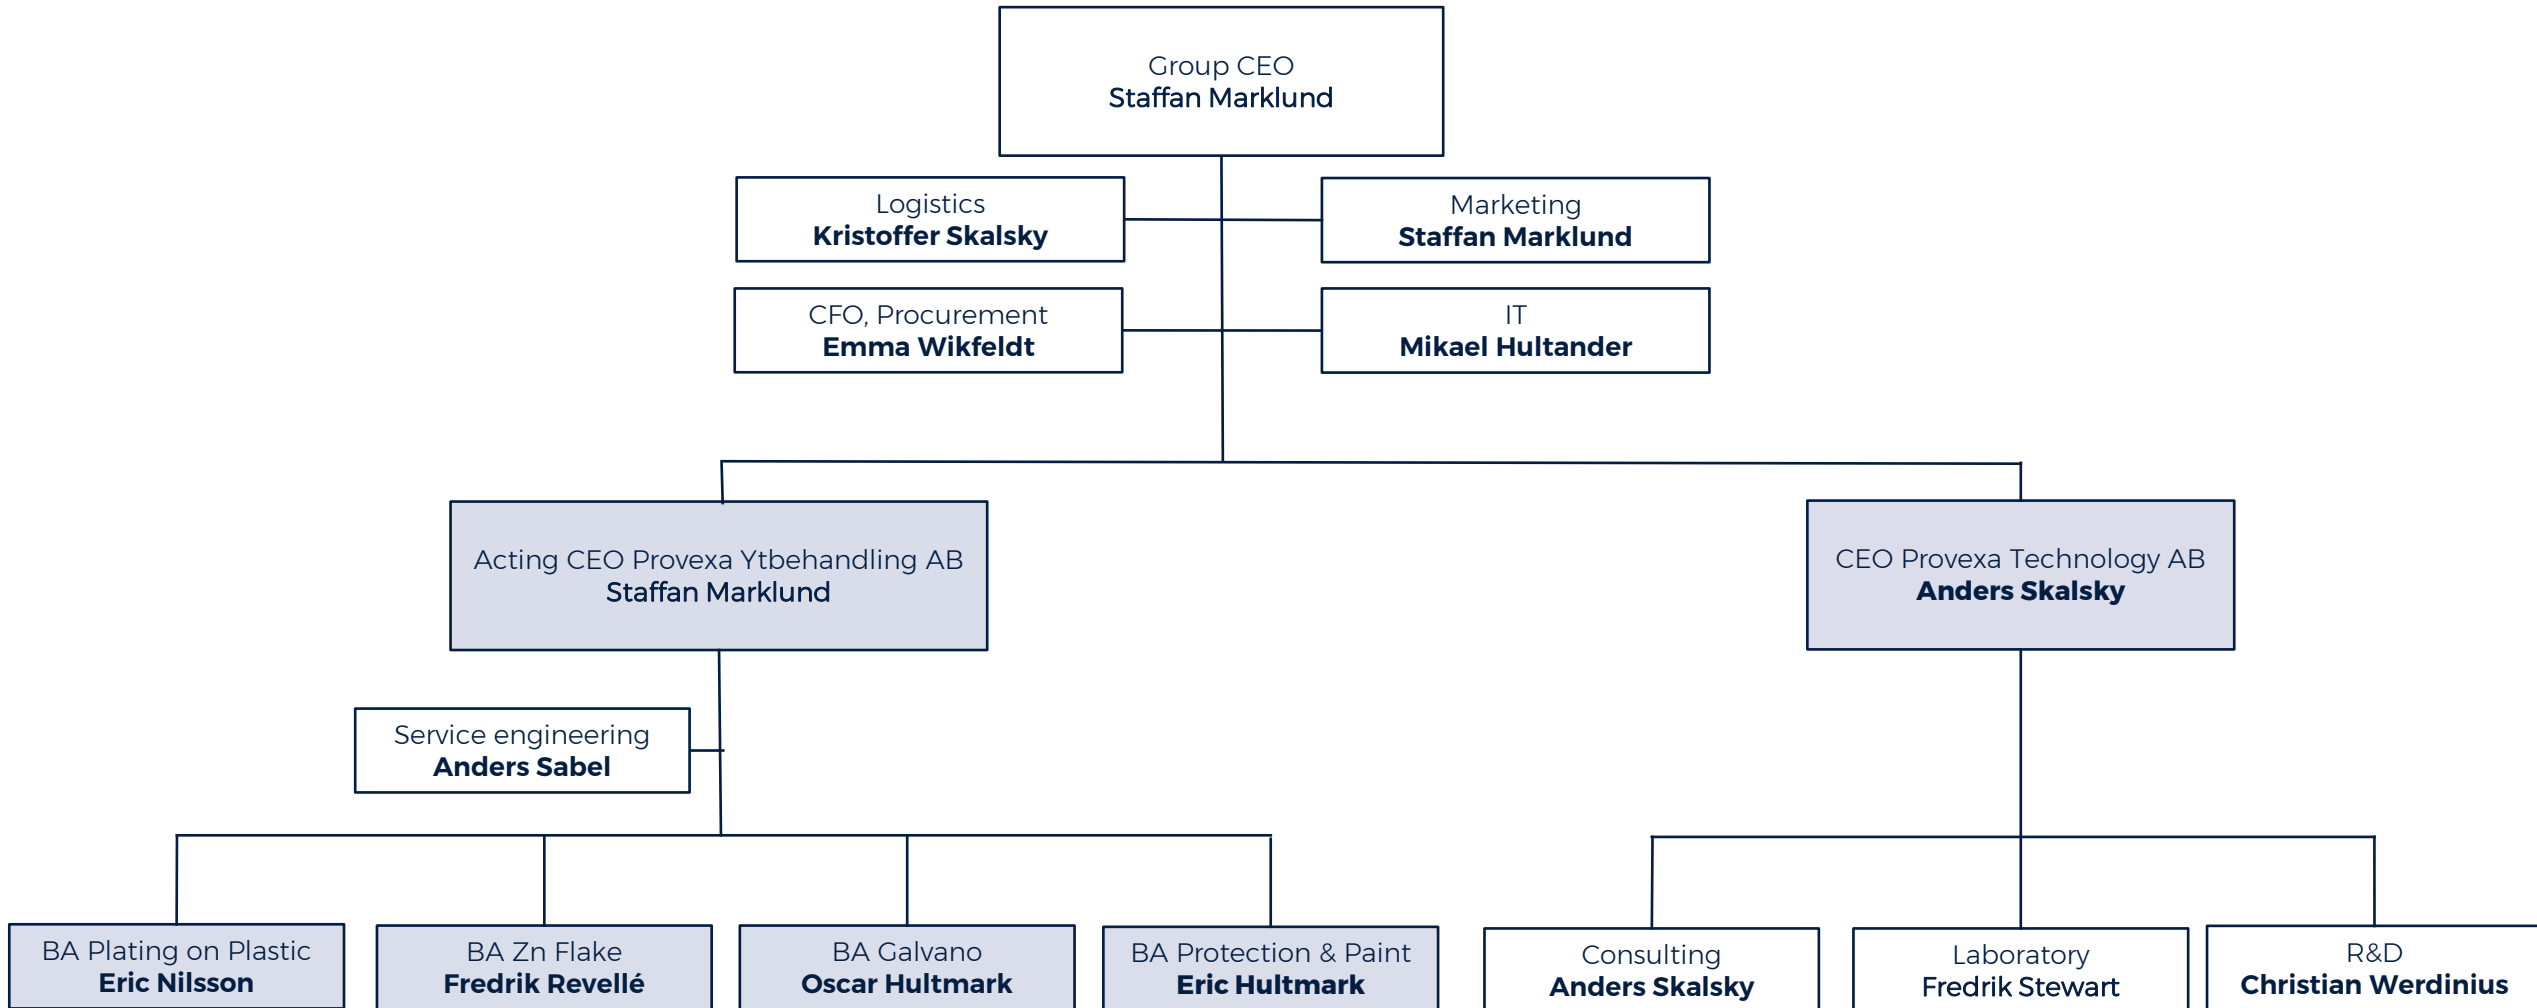 Group CEO
Staffan Marklund
Logistics
Kristoffer Skalsky
Marketing
Staffan Marklund
CFO, Procurement
Emma Wikfeldt
IT
Mikael Hultander
Acting CEO Provexa Ytbehandling AB
Staffan Marklund
CEO Provexa Technology AB
Anders Skalsky
Service engineering
Anders Sabel
BA Plating on Plastic
Eric Nilsson
BA Zn Flake
Fredrik Revellé
BA Galvano
Oscar Hultmark
BA Protection & Paint
Eric Hultmark
Consulting
Anders Skalsky
Laboratory
Fredrik Stewart
R&D
Christian Werdinius